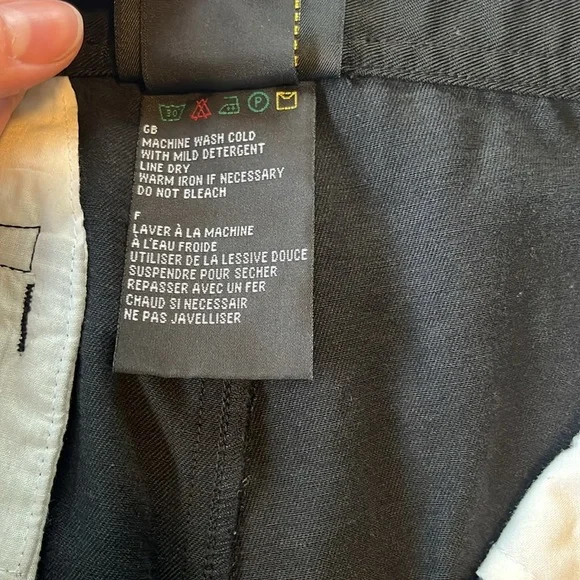 30 P
GB
MACHINE WASH COLD
WITH MILD DETERGENT
LINE DRY
WARM IRON IF NECESSARY
DO NOT BLEACH
F
LAVER À LA MACHINE
À L'EAU FROIDE
UTILISER DE LA LESSIVE DOUCE
SUSPENDRE POUR SECHER
REPASSER AVEC UN FER
CHAUD SI NECESSAIR
NE PAS JAVELLISER